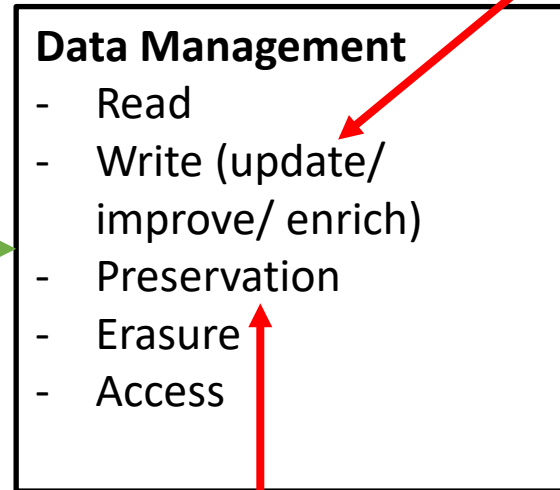 Data Management
- Read
- Write (update/
improve/ enrich)
- Preservation
- Erasure
- Access